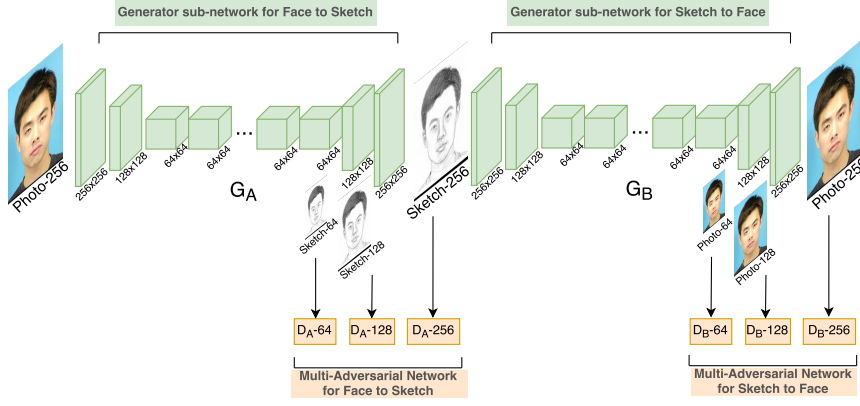 Generator sub-network for Face to Sketch
Generator sub-network for Sketch to Face
Photo-256
256x256
128x128
64x64
64x64
...
64x64
64x64
128x128
256x256
G_A
Sketch-64
Sketch-128
Sketch-256
256x256
128x128
64x64
64x64
...
64x64
64x64
128x128
256x256
G_B
Photo-64
Photo-128
Photo-256
D_A-64
D_A-128
D_A-256
D_B-64
D_B-128
D_B-256
Multi-Adversarial Network
for Face to Sketch
Multi-Adversarial Network
for Sketch to Face